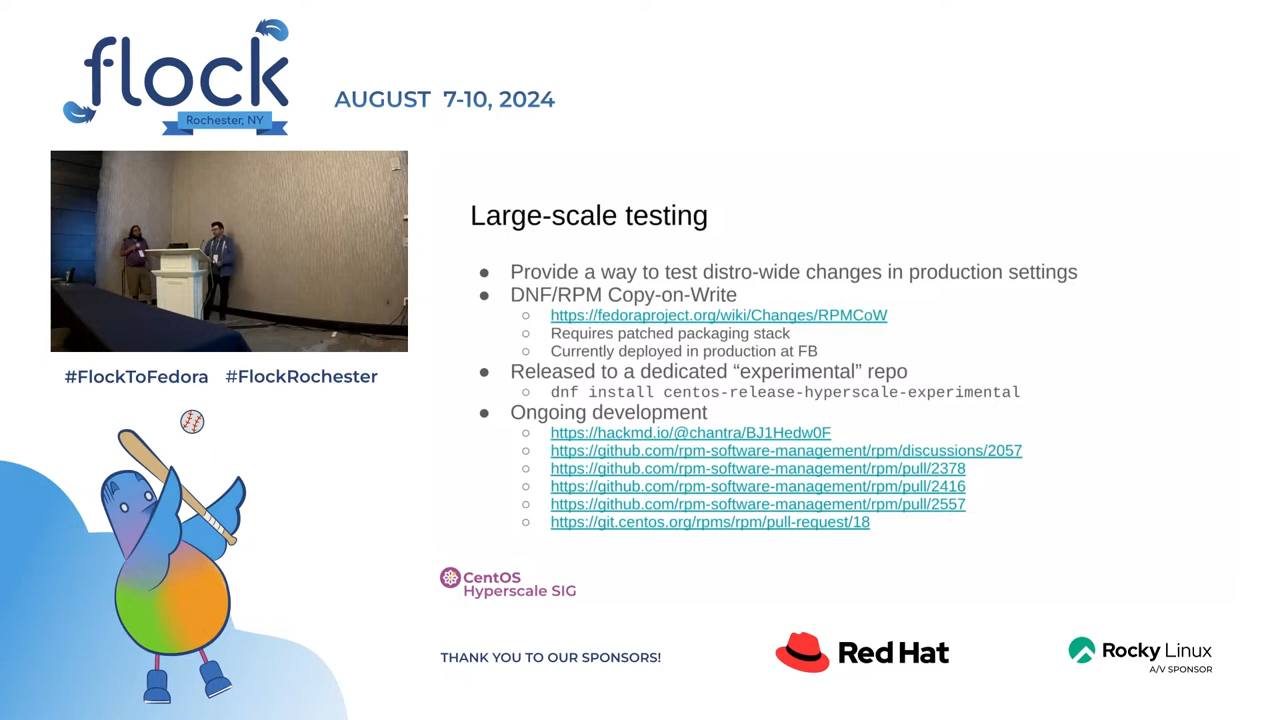 flock
Rochester, NY
AUGUST 7-10, 2024
#FlockToFedora #FlockRochester
Large-scale testing
● Provide a way to test distro-wide changes in production settings
● DNF/RPM Copy-on-Write
○ https://fedoraproject.org/wiki/Changes/RPMCoW
○ Requires patched packaging stack
○ Currently deployed in production at FB
● Released to a dedicated “experimental” repo
○ dnf install centos-release-hyperscale-experimental
● Ongoing development
○ https://hackmd.io/@chantra/BJ1Hedw0F
○ https://github.com/rpm-software-management/rpm/discussions/2057
○ https://github.com/rpm-software-management/rpm/pull/2378
○ https://github.com/rpm-software-management/rpm/pull/2416
○ https://github.com/rpm-software-management/rpm/pull/2557
○ https://git.centos.org/rpms/rpm/pull-request/18
CentOS
Hyperscale SIG
THANK YOU TO OUR SPONSORS!
Red Hat
Rocky Linux
A/V SPONSOR